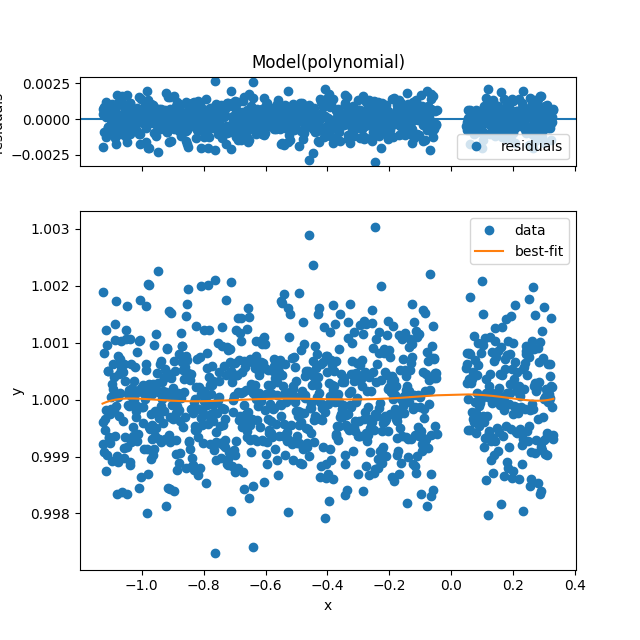 Model(polynomial)
0.0025
0.0000
−0.0025
residuals
residuals
1.003
1.002
1.001
1.000
0.999
0.998
y
data
best-fit
−1.0 −0.8 −0.6 −0.4 −0.2 0.0 0.2 0.4
x